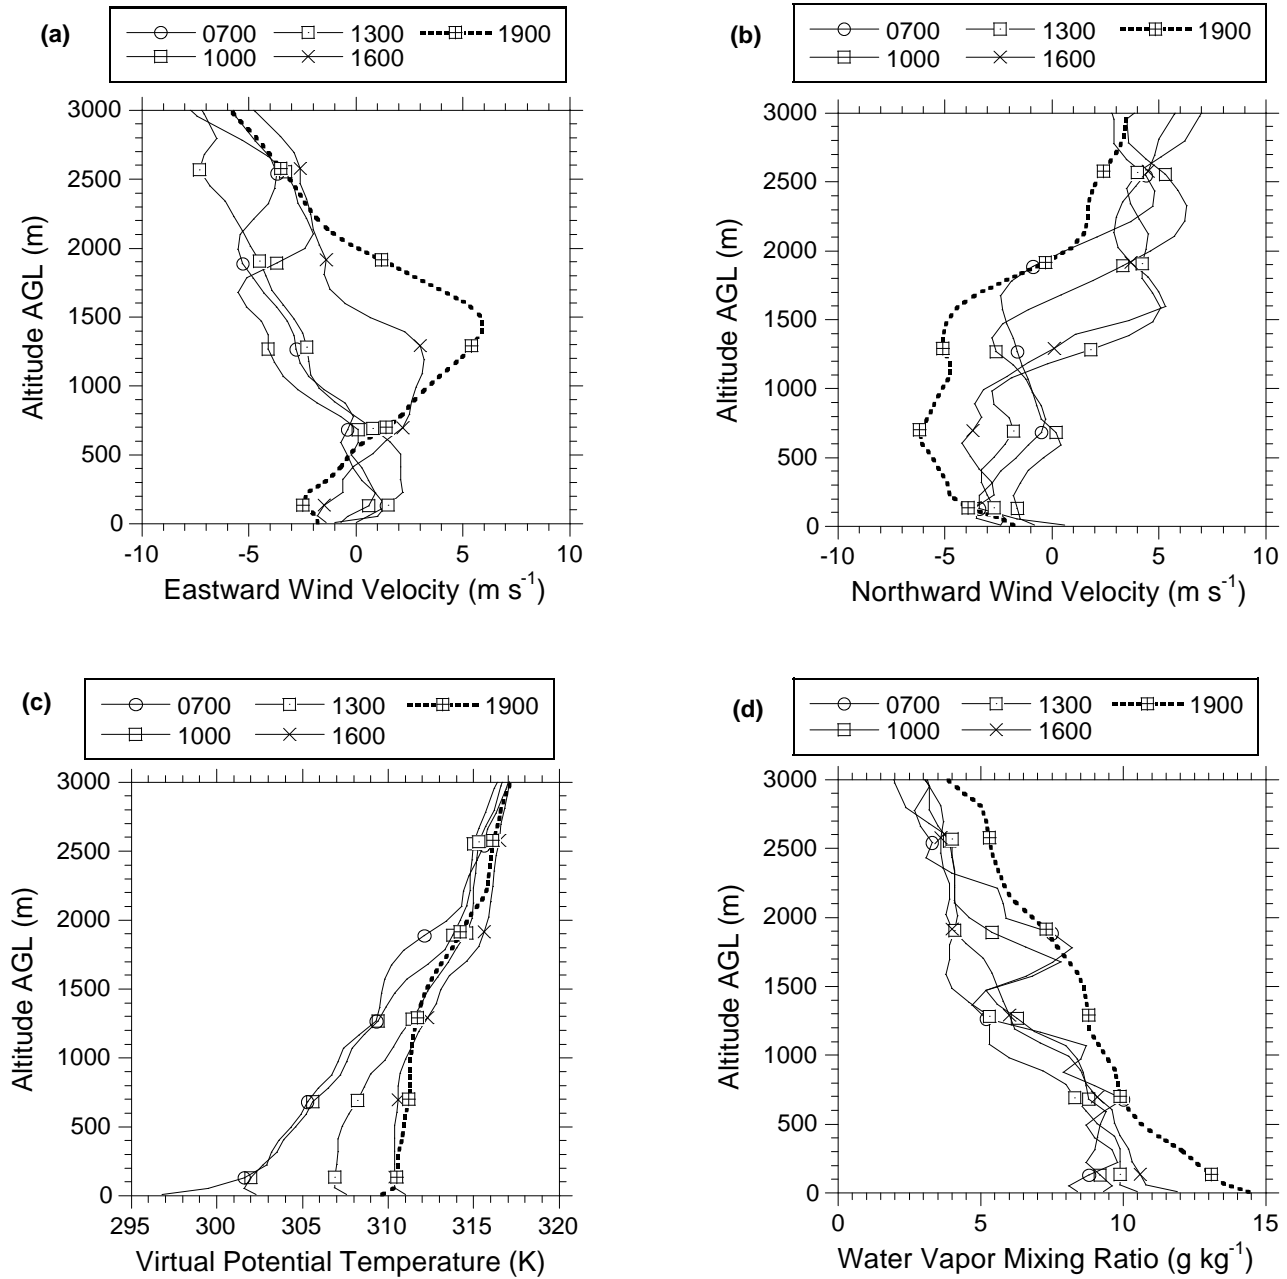 (a)
0700 1300 1900
1000 1600
3000
2500
2000
1500
1000
500
0
Altitude AGL (m)
-10 -5 0 5 10
Eastward Wind Velocity (m s-1)
(b)
0700 1300 1900
1000 1600
3000
2500
2000
1500
1000
500
0
Altitude AGL (m)
-10 -5 0 5 10
Northward Wind Velocity (m s-1)
(c)
0700 1300 1900
1000 1600
3000
2500
2000
1500
1000
500
0
Altitude AGL (m)
295 300 305 310 315 320
Virtual Potential Temperature (K)
(d)
0700 1300 1900
1000 1600
3000
2500
2000
1500
1000
500
0
Altitude AGL (m)
0 5 10 15
Water Vapor Mixing Ratio (g kg-1)